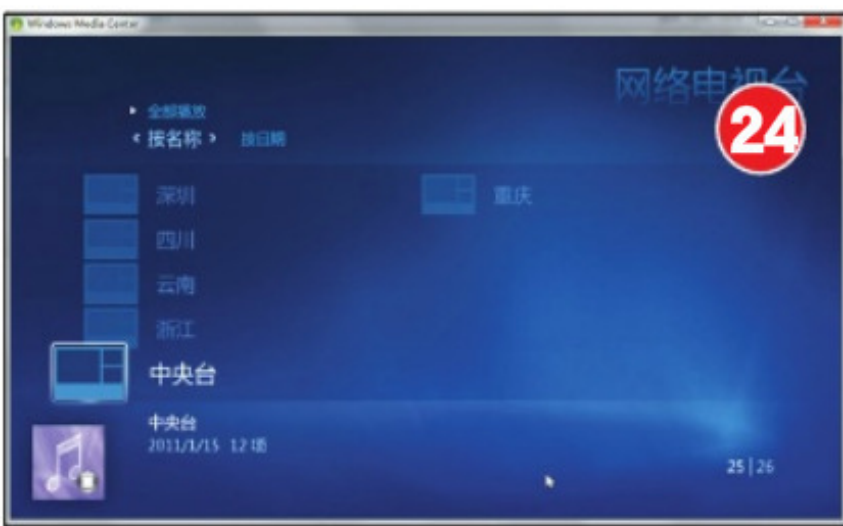 Windows Media Center
网络电视台
24
全部播放
按名称 按日期
深圳 重庆
四川
云南
浙江
中央台
中央台
2011/1/15 12 项
25 | 26